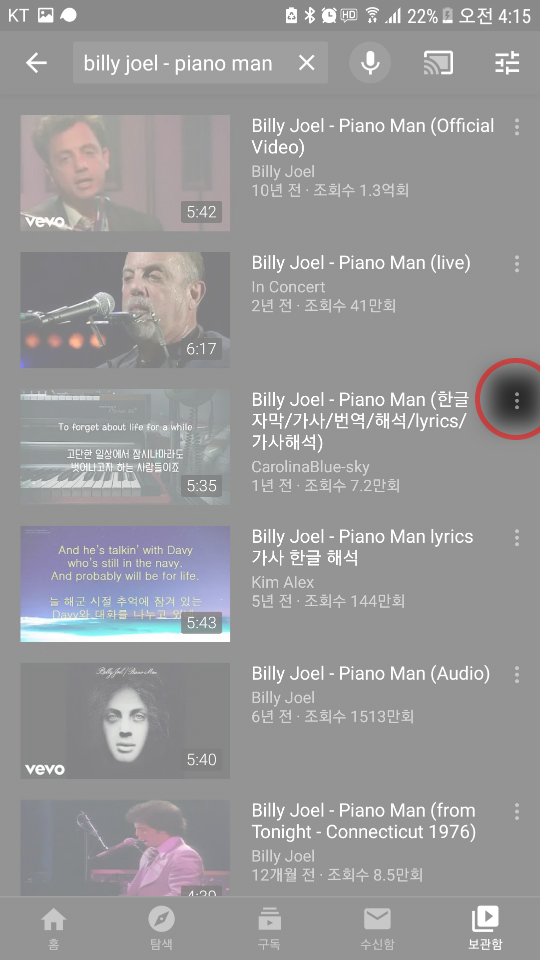 KT HD 22% 오전 4:15
billy joel - piano man
Billy Joel - Piano Man (Official
Video)
Billy Joel
10년 전 · 조회수 1.3억회
vevo
5:42
Billy Joel - Piano Man (live)
In Concert
2년 전 · 조회수 41만회
6:17
Billy Joel - Piano Man (한글
자막/가사/번역/해석/lyrics/
가사해석)
CarolinaBlue-sky
1년 전 · 조회수 7.2만회
To forget about life for a while
고단한 일상에서 잠시나마라도
벗어나고자 하는 사람들이죠
5:35
Billy Joel - Piano Man lyrics
가사 한글 해석
Kim Alex
5년 전 · 조회수 144만회
And he's talkin' with Davy
who's still in the navy.
And probably will be for life.
늘 해군 시절 추억에 잠겨 있는
Davy와 대화를 나누고
5:43
Billy Joel - Piano Man (Audio)
Billy Joel
6년 전 · 조회수 1513만회
Billy Joel / Piano Man
vevo
5:40
Billy Joel - Piano Man (from
Tonight - Connecticut 1976)
Billy Joel
12개월 전 · 조회수 8.5만회
홈 탐색 구독 수신함 보관함